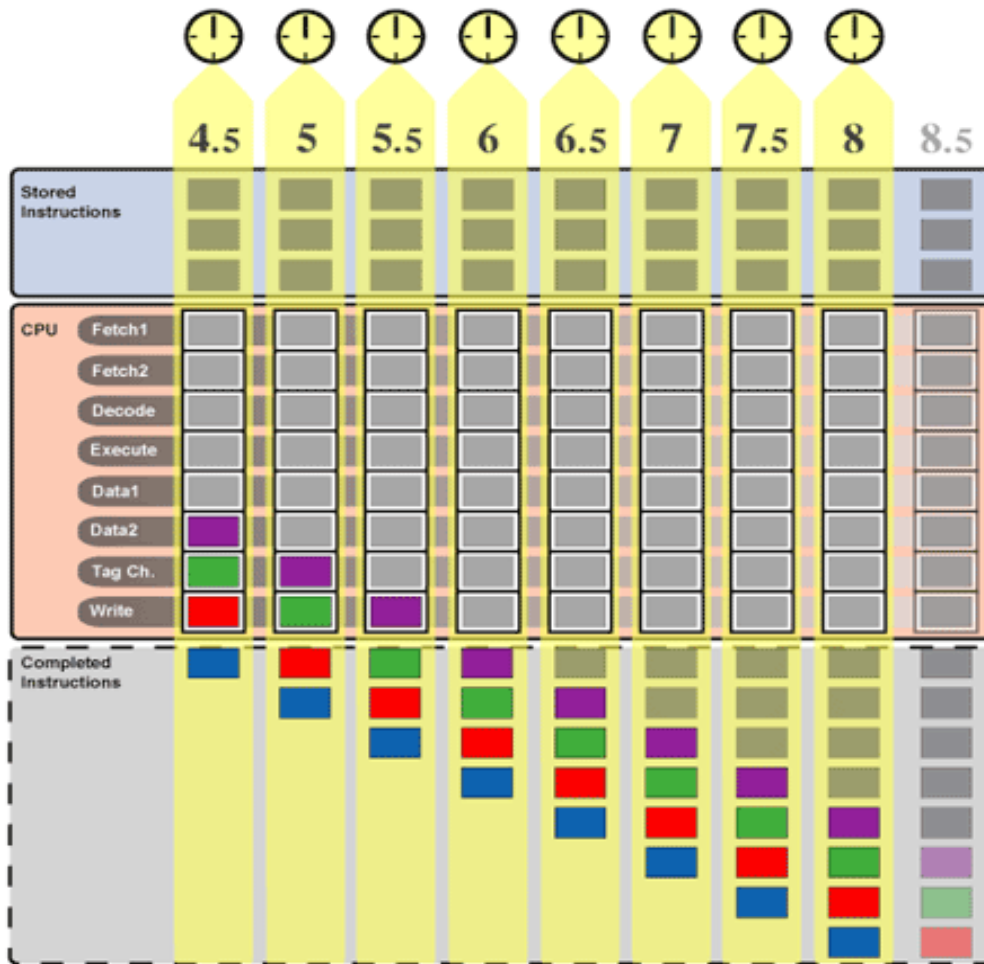 4.5 5 5.5 6 6.5 7 7.5 8 8.5
Stored
Instructions
CPU
Fetch1
Fetch2
Decode
Execute
Data1
Data2
Tag Ch.
Write
Completed
Instructions